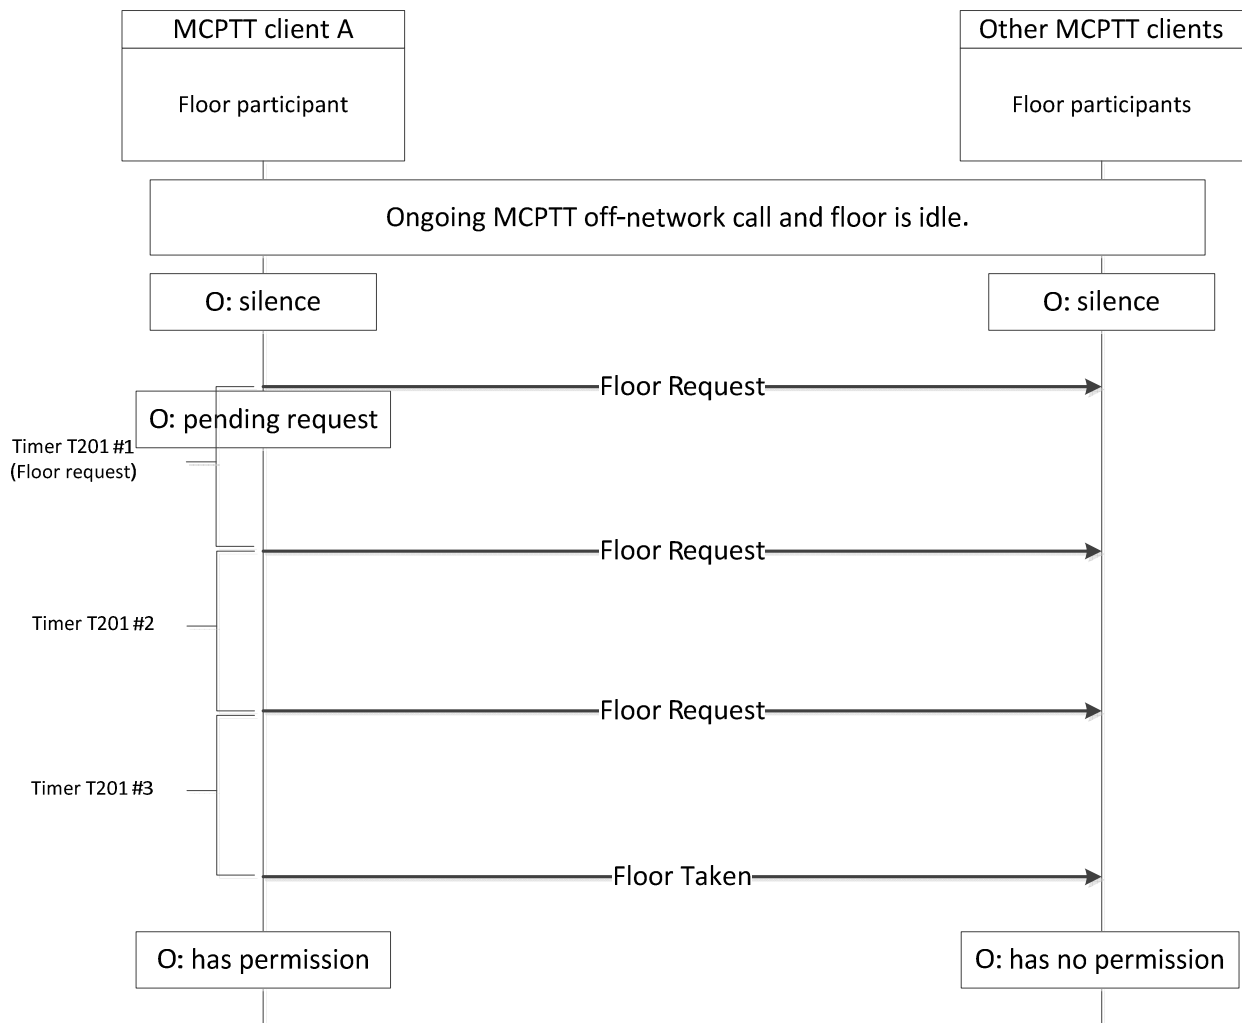 MCPTT client A
Other MCPTT clients
Floor participant
Floor participants
Ongoing MCPTT off-network call and floor is idle.
O: silence
O: silence
Floor Request
O: pending request
Timer T201 #1
(Floor request)
Floor Request
Timer T201 #2
Floor Request
Timer T201 #3
Floor Taken
O: has permission
O: has no permission